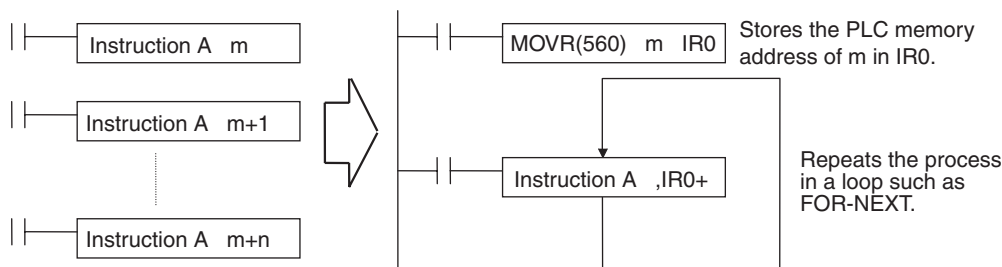 Instruction A m
Instruction A m+1
Instruction A m+n
MOVR(560) m IR0
Stores the PLC memory
address of m in IR0.
Instruction A ,IR0+
Repeats the process
in a loop such as
FOR-NEXT.